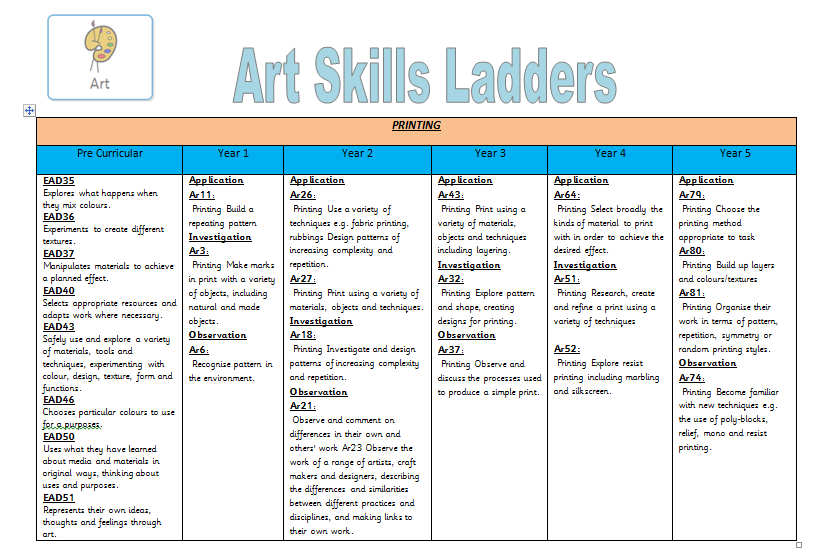 Art
Art Skills Ladders
PRINTING
Pre Curricular
Year 1
Year 2
Year 3
Year 4
Year 5
EAD35
Explores what happens when
they mix colours.
EAD36
Experiments to create different
textures.
EAD37
Manipulates materials to achieve
a planned effect.
EAD40
Selects appropriate resources and
adapts work where necessary.
EAD43
Safely use and explore a variety
of materials, tools and
techniques, experimenting with
colour, design, texture, form and
functions.
EAD46
Chooses particular colours to use
for a purposes.
EAD50
Uses what they have learned
about media and materials in
original ways, thinking about
uses and purposes.
EAD51
Represents their own ideas,
thoughts and feelings through
art.
Application
Ar11:
Printing Build a
repeating pattern
Investigation
Ar3:
Printing Make marks
in print with a variety
of objects, including
natural and made
objects.
Observation
Ar6:
Recognise pattern in
the environment.
Application
Ar26:
Printing Use a variety of
techniques e.g. fabric printing,
rubbings Design patterns of
increasing complexity and
repetition.
Ar27:
Printing Print using a variety of
materials, objects and techniques.
Investigation
Ar18:
Printing Investigate and design
patterns of increasing complexity
and repetition.
Observation
Ar21:
Observe and comment on
differences in their own and
others' work Ar23 Observe the
work of a range of artists, craft
makers and designers, describing
the differences and similarities
between different practices and
disciplines, and making links to
their own work.
Application
Ar43:
Printing Print using a
variety of materials,
objects and techniques
including layering.
Investigation
Ar32:
Printing Explore pattern
and shape, creating
designs for printing.
Observation
Ar37:
Printing Observe and
discuss the processes used
to produce a simple print.
Application
Ar64:
Printing Select broadly the
kinds of material to print
with in order to achieve the
desired effect.
Investigation
Ar51:
Printing Research, create
and refine a print using a
variety of techniques
Ar52:
Printing Explore resist
printing including marbling
and silkscreen.
Application
Ar79:
Printing Choose the
printing method
appropriate to task
Ar80:
Printing Build up layers
and colours/textures
Ar81:
Printing Organise their
work in terms of pattern,
repetition, symmetry or
random printing styles.
Observation
Ar74:
Printing Become familiar
with new techniques e.g.
the use of poly-blocks,
relief, mono and resist
printing.